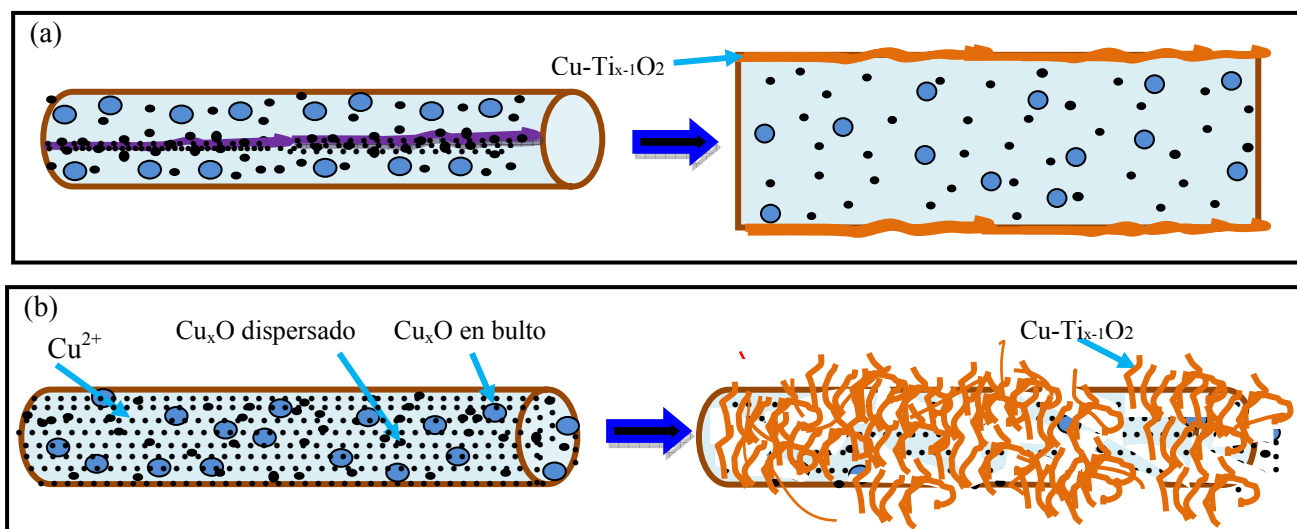 (a)
Cu-Tiₓ₋₁O₂
(b)
Cu²⁺
CuₓO dispersado
CuₓO en bulto
Cu-Tiₓ₋₁O₂